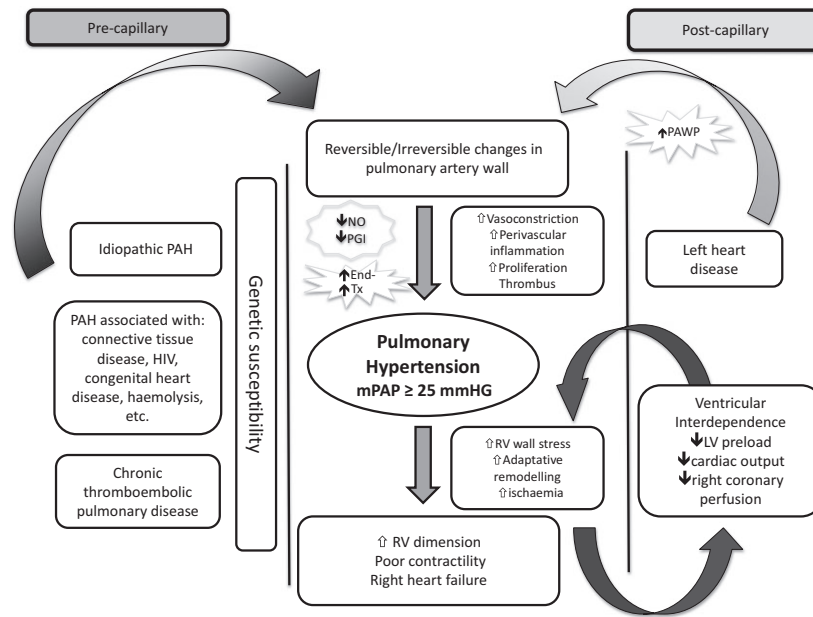 Pre-capillary
Post-capillary
Reversible/Irreversible changes in
pulmonary artery wall
↑PAWP
Idiopathic PAH
PAH associated with:
connective tissue
disease, HIV,
congenital heart
disease, haemolysis,
etc.
Chronic
thromboembolic
pulmonary disease
Genetic susceptibility
↓NO
↓PGI
↑End-
↑Tx
⇧Vasoconstriction
⇧Perivascular
inflammation
⇧Proliferation
Thrombus
Left heart
disease
Pulmonary
Hypertension
mPAP ≥ 25 mmHG
⇧RV wall stress
⇧Adaptative
remodelling
⇧ischaemia
Ventricular
Interdependence
↓LV preload
↓cardiac output
↓right coronary
perfusion
⇧ RV dimension
Poor contractility
Right heart failure